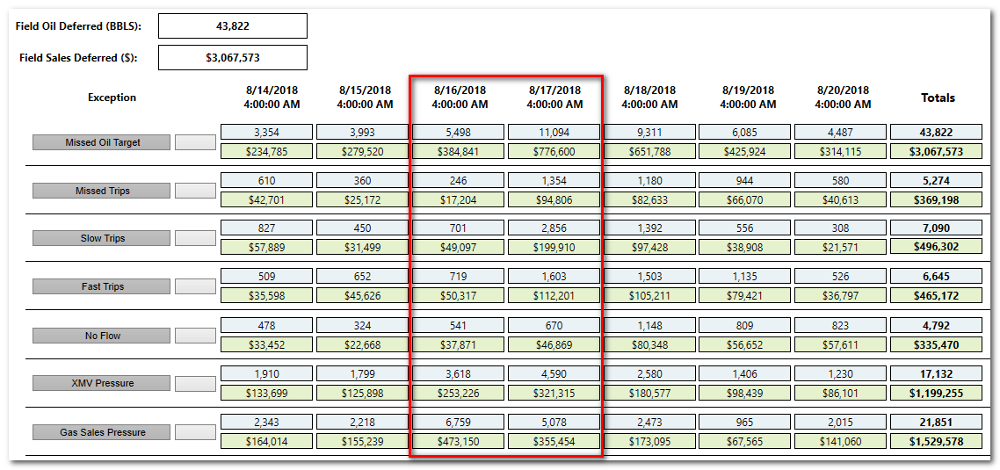 Field Oil Deferred (BBLS): 43,822
Field Sales Deferred ($): $3,067,573
Exception 8/14/2018 8/15/2018 8/16/2018 8/17/2018 8/18/2018 8/19/2018 8/20/2018 Totals
4:00:00 AM 4:00:00 AM 4:00:00 AM 4:00:00 AM 4:00:00 AM 4:00:00 AM 4:00:00 AM
Missed Oil Target 3,354 3,993 5,498 11,094 9,311 6,085 4,487 43,822
$234,785 $279,520 $384,841 $776,600 $651,788 $425,924 $314,115 $3,067,573
Missed Trips 610 360 246 1,354 1,180 944 580 5,274
$42,701 $25,172 $17,204 $94,806 $82,633 $66,070 $40,613 $369,198
Slow Trips 827 450 701 2,856 1,392 556 308 7,090
$57,889 $31,499 $49,097 $199,910 $97,428 $38,908 $21,571 $496,302
Fast Trips 509 652 719 1,603 1,503 1,135 526 6,645
$35,598 $45,626 $50,317 $112,201 $105,211 $79,421 $36,797 $465,172
No Flow 478 324 541 670 1,148 809 823 4,792
$33,452 $22,668 $37,871 $46,869 $80,348 $56,652 $57,611 $335,470
XMV Pressure 1,910 1,799 3,618 4,590 2,580 1,406 1,230 17,132
$133,699 $125,898 $253,226 $321,315 $180,577 $98,439 $86,101 $1,199,255
Gas Sales Pressure 2,343 2,218 6,759 5,078 2,473 965 2,015 21,851
$164,014 $155,239 $473,150 $355,454 $173,095 $67,565 $141,060 $1,529,578